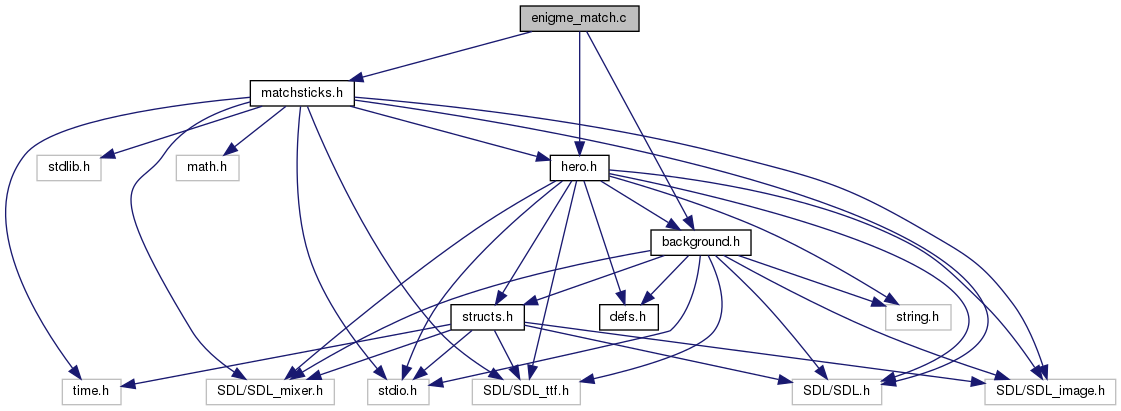 enigme_match.c
matchsticks.h
stdlib.h
math.h
hero.h
background.h
structs.h
defs.h
string.h
time.h
SDL/SDL_mixer.h
stdio.h
SDL/SDL_ttf.h
SDL/SDL.h
SDL/SDL_image.h